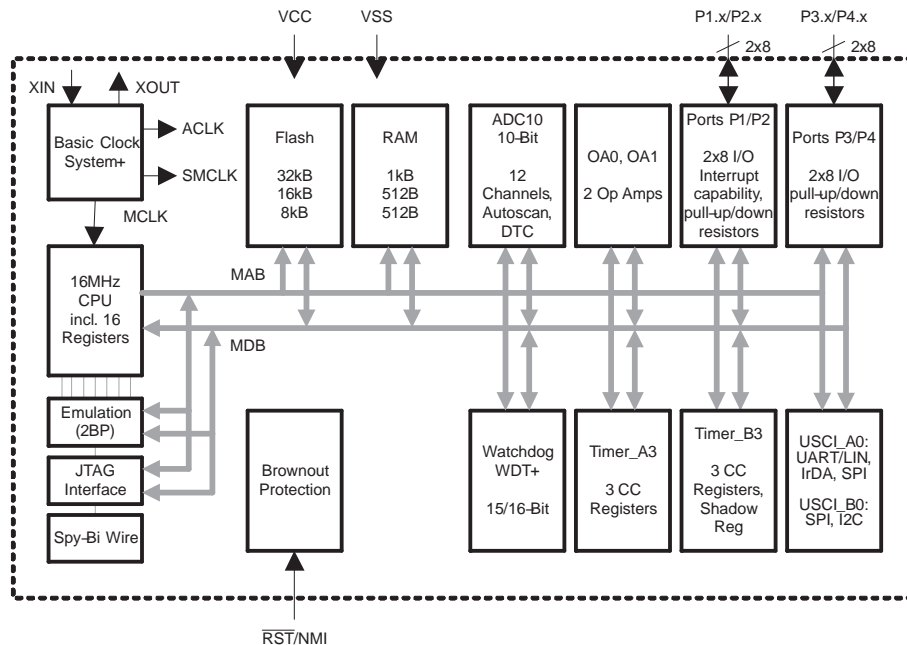 VCC
VSS
P1.x/P2.x
2x8
P3.x/P4.x
2x8
XIN
XOUT
Basic Clock
System+
ACLK
SMCLK
MCLK
Flash
32kB
16kB
8kB
RAM
1kB
512B
512B
ADC10
10-Bit
12
Channels,
Autoscan,
DTC
OA0, OA1
2 Op Amps
Ports P1/P2
2x8 I/O
Interrupt
capability,
pull-up/down
resistors
Ports P3/P4
2x8 I/O
pull-up/down
resistors
16MHz
CPU
incl. 16
Registers
MAB
MDB
Emulation
(2BP)
JTAG
Interface
Spy-Bi Wire
Brownout
Protection
Watchdog
WDT+
15/16-Bit
Timer_A3
3 CC
Registers
Timer_B3
3 CC
Registers,
Shadow
Reg
USCI_A0:
UART/LIN,
IrDA, SPI
USCI_B0:
SPI, I2C
RST/NMI